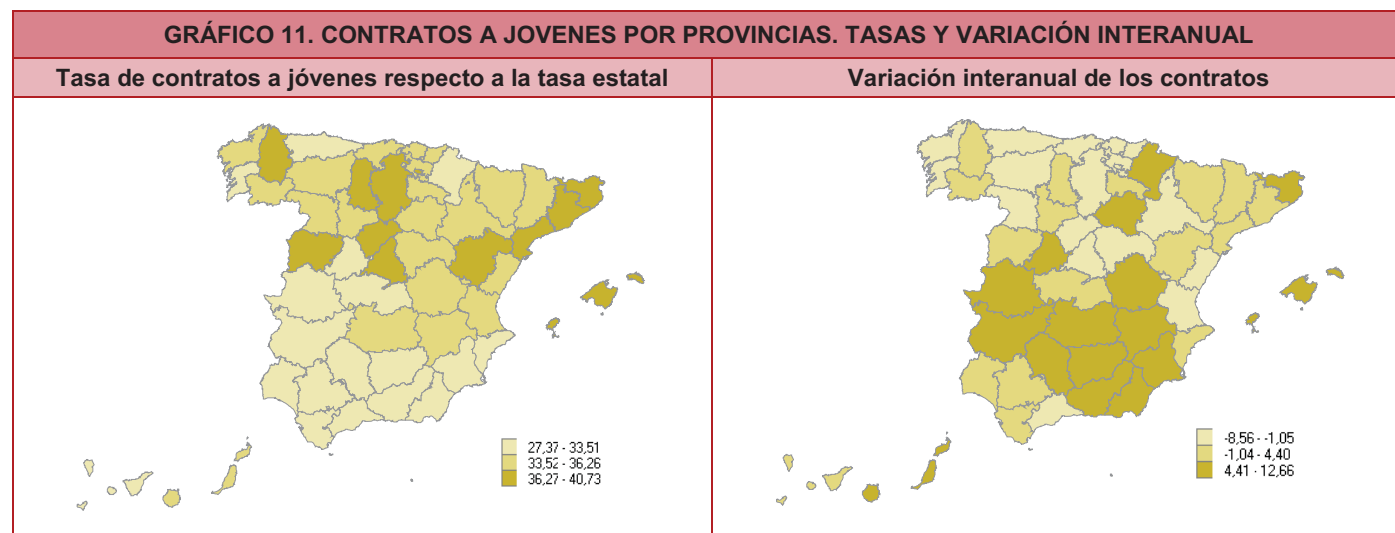 GRÁFICO 11. CONTRATOS A JOVENES POR PROVINCIAS. TASAS Y VARIACIÓN INTERANUAL
Tasa de contratos a jóvenes respecto a la tasa estatal
Variación interanual de los contratos
27,37 - 33,51
33,52 - 36,26
36,27 - 40,73
-8,56 - -1,05
-1,04 - 4,40
4,41 - 12,66